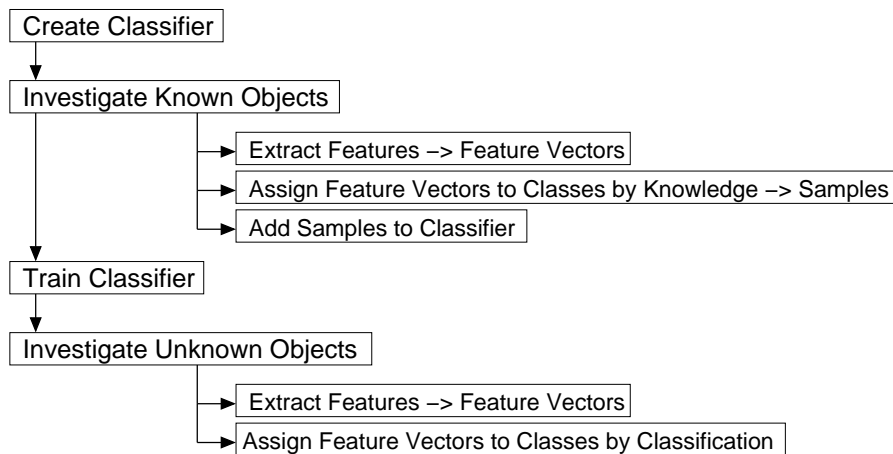 Create Classifier
Investigate Known Objects
Extract Features −> Feature Vectors
Assign Feature Vectors to Classes by Knowledge −> Samples
Add Samples to Classifier
Train Classifier
Investigate Unknown Objects
Extract Features −> Feature Vectors
Assign Feature Vectors to Classes by Classification